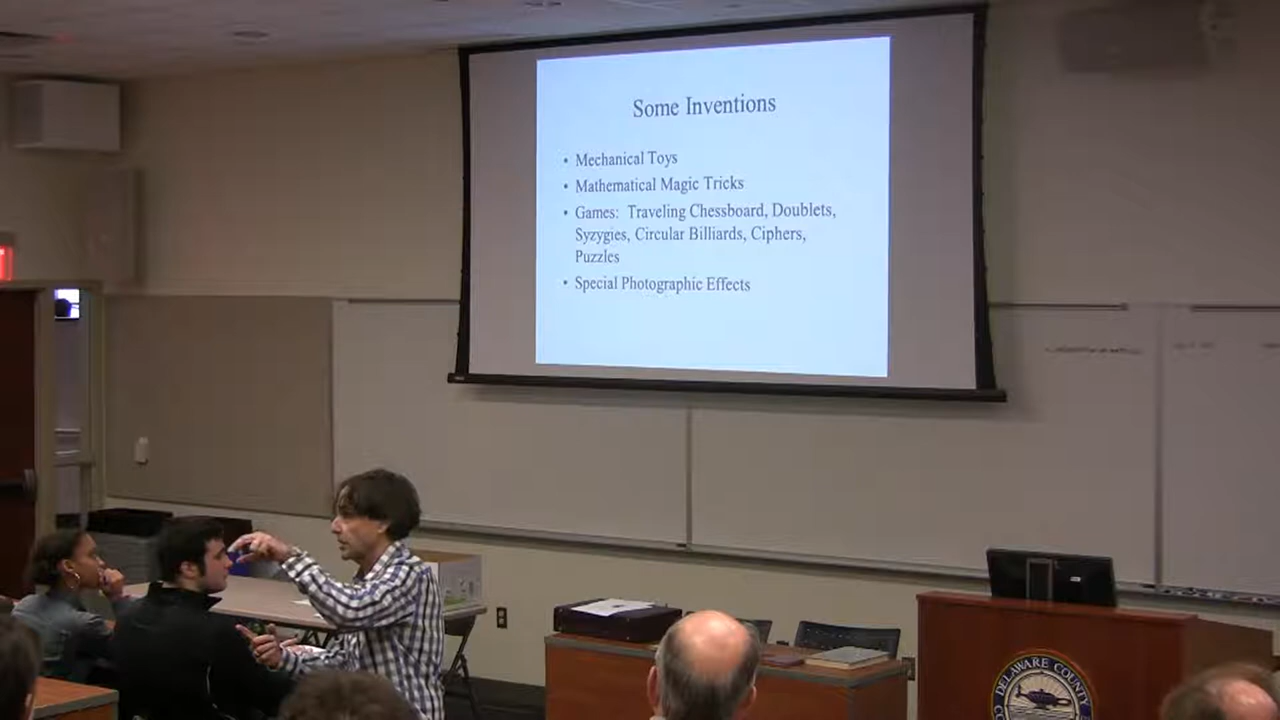 Some Inventions
• Mechanical Toys
• Mathematical Magic Tricks
• Games: Traveling Chessboard, Doublets,
Syzygies, Circular Billiards, Ciphers,
Puzzles
• Special Photographic Effects
DELAWARE COUNTY
CO